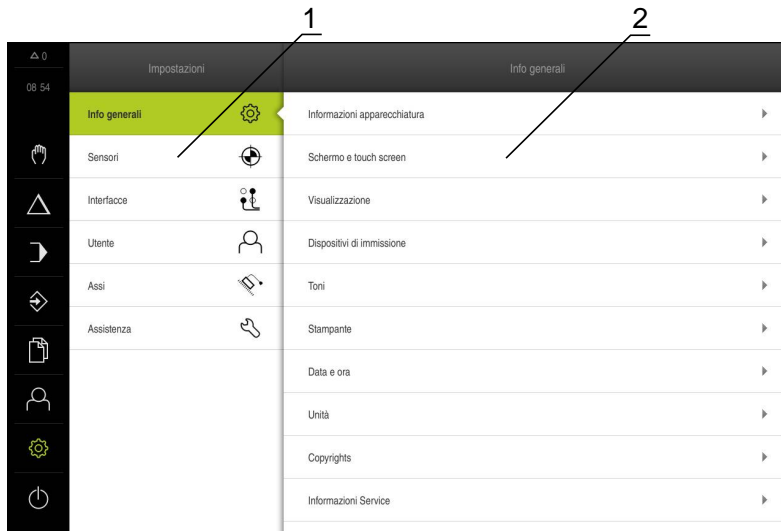 1
2
0
Impostazioni
Info generali
08 54
Info generali
Informazioni apparecchiatura
Sensori
Schermo e touch screen
Interfacce
Visualizzazione
Utente
Dispositivi di immissione
Assi
Toni
Assistenza
Stampante
Data e ora
Unità
Copyrights
Informazioni Service